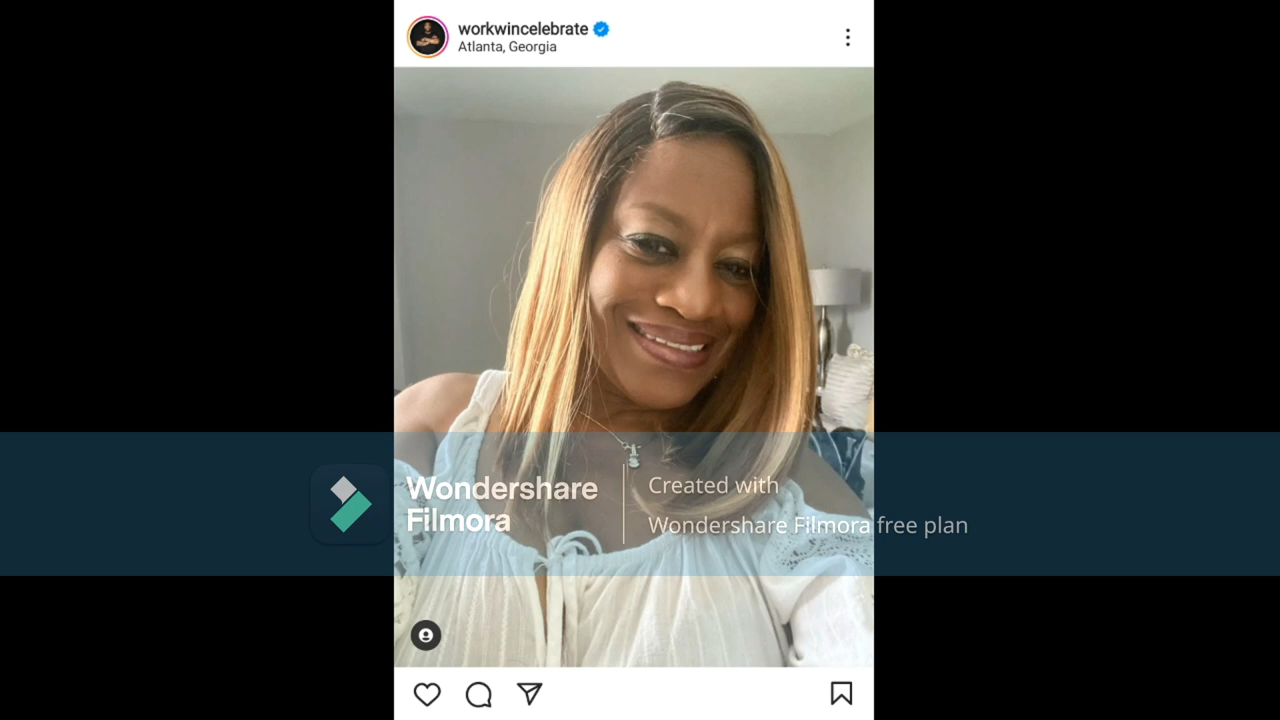 workwincelebrate
Atlanta, Georgia
Wondershare
Filmora
Created with
Wondershare Filmora free plan